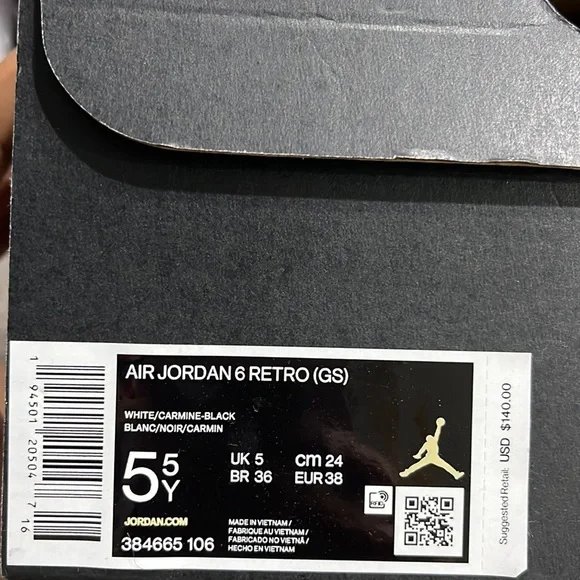 AIR JORDAN 6 RETRO (GS)
WHITE/CARMINE-BLACK
BLANC/NOIR/CARMIN
5.5Y
UK 5 cm 24
BR 36 EUR 38
JORDAN.COM
384665 106
MADE IN VIETNAM /
FABRIQUE AU VIETNAM /
FABRICADO NO VIETNÃ /
HECHO EN VIETNAM
RFID
1 94501 20504 7 16
Suggested Retail: USD $140.00